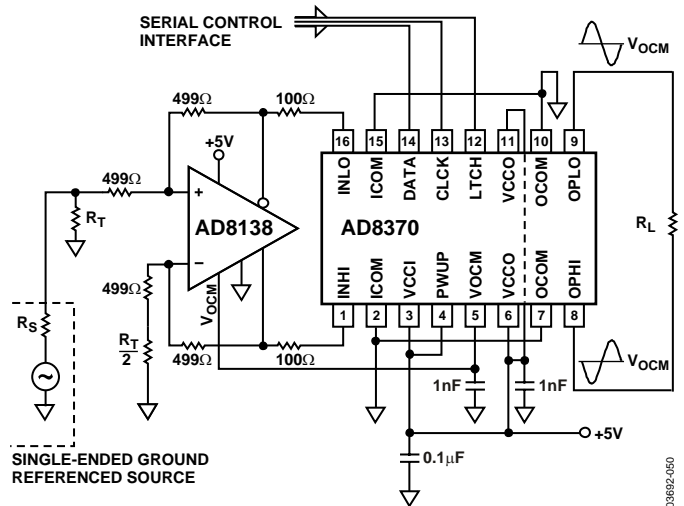 SERIAL CONTROL
INTERFACE
V_OCM
499Ω
100Ω
+5V
499Ω
R_T
+
AD8138
−
499Ω
V_OCM
R_S
R_T
2
499Ω
100Ω
16 15 14 13 12 11 10 9
INLO ICOM DATA CLCK LTCH VCCO OCOM OPLO
AD8370
R_L
INHI ICOM VCCI PWUP VOCM VCCO OCOM OPHI
1 2 3 4 5 6 7 8
V_OCM
1nF
1nF
+5V
0.1µF
SINGLE-ENDED GROUND
REFERENCED SOURCE
03692-050